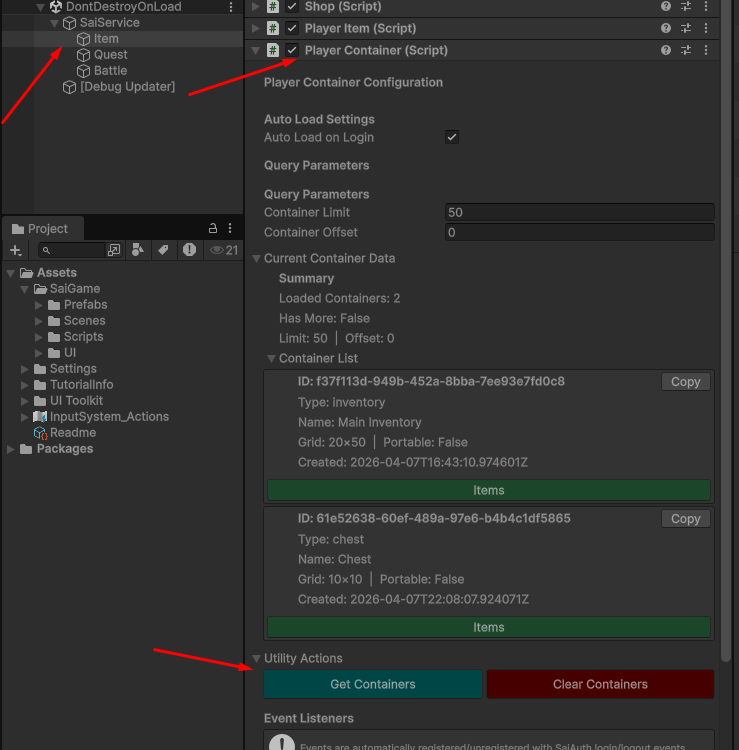 DontDestroyOnLoad
SaiService
Item
Quest
Battle
[Debug Updater]
Project
21
Assets
SaiGame
Prefabs
Scenes
Scripts
UI
Settings
TutorialInfo
UI Toolkit
InputSystem_Actions
Readme
Packages
Shop (Script)
Player Item (Script)
Player Container (Script)
Player Container Configuration
Auto Load Settings
Auto Load on Login
Query Parameters
Query Parameters
Container Limit 50
Container Offset 0
Current Container Data
Summary
Loaded Containers: 2
Has More: False
Limit: 50 | Offset: 0
Container List
ID: f37f113d-949b-452a-8bba-7ee93e7fd0c8 Copy
Type: inventory
Name: Main Inventory
Grid: 20×50 | Portable: False
Created: 2026-04-07T16:43:10.974601Z
Items
ID: 61e52638-60ef-489a-97e6-b4b4c1df5865 Copy
Type: chest
Name: Chest
Grid: 10×10 | Portable: False
Created: 2026-04-07T22:08:07.924071Z
Items
Utility Actions
Get Containers Clear Containers
Event Listeners
Events are automatically registered/unregistered with SaiAuth login/logout events